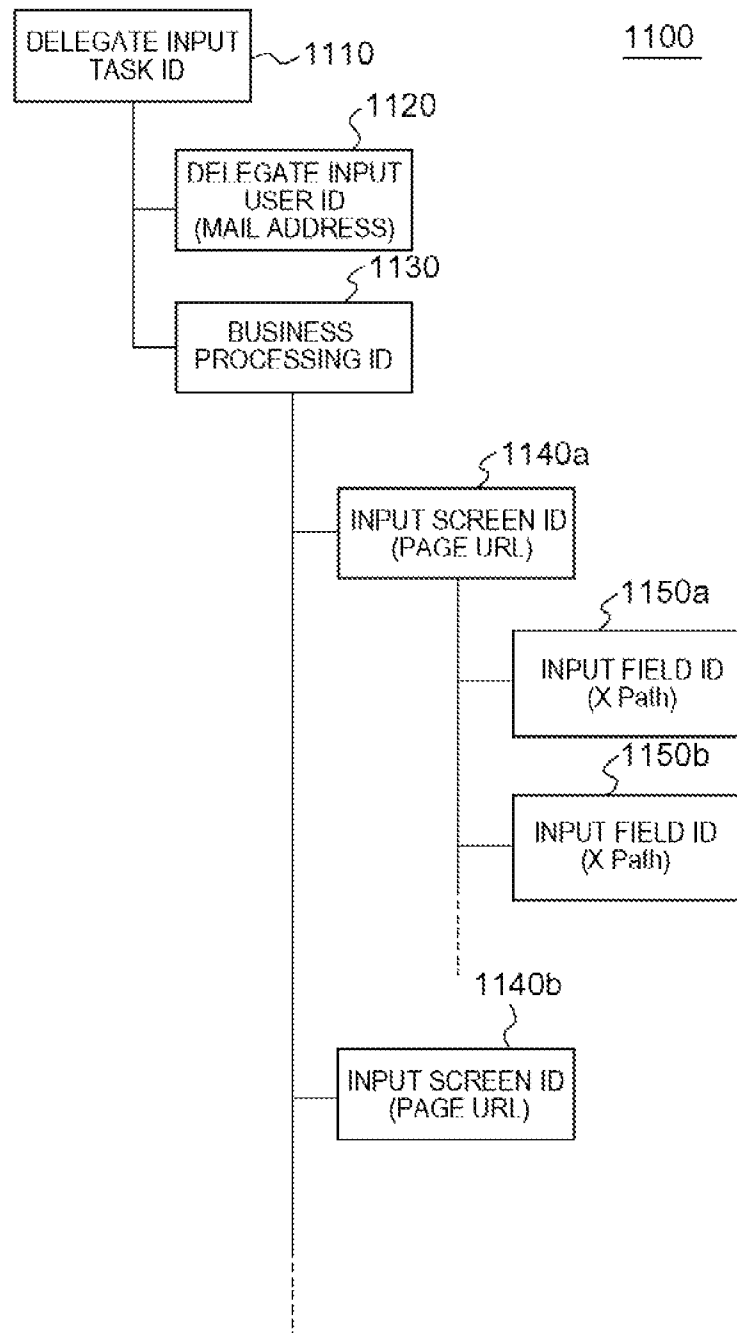 DELEGATE INPUT
TASK ID
1110
1100
1120
DELEGATE INPUT
USER ID
(MAIL ADDRESS)
1130
BUSINESS
PROCESSING ID
1140a
INPUT SCREEN ID
(PAGE URL)
1150a
INPUT FIELD ID
(X Path)
1150b
INPUT FIELD ID
(X Path)
1140b
INPUT SCREEN ID
(PAGE URL)